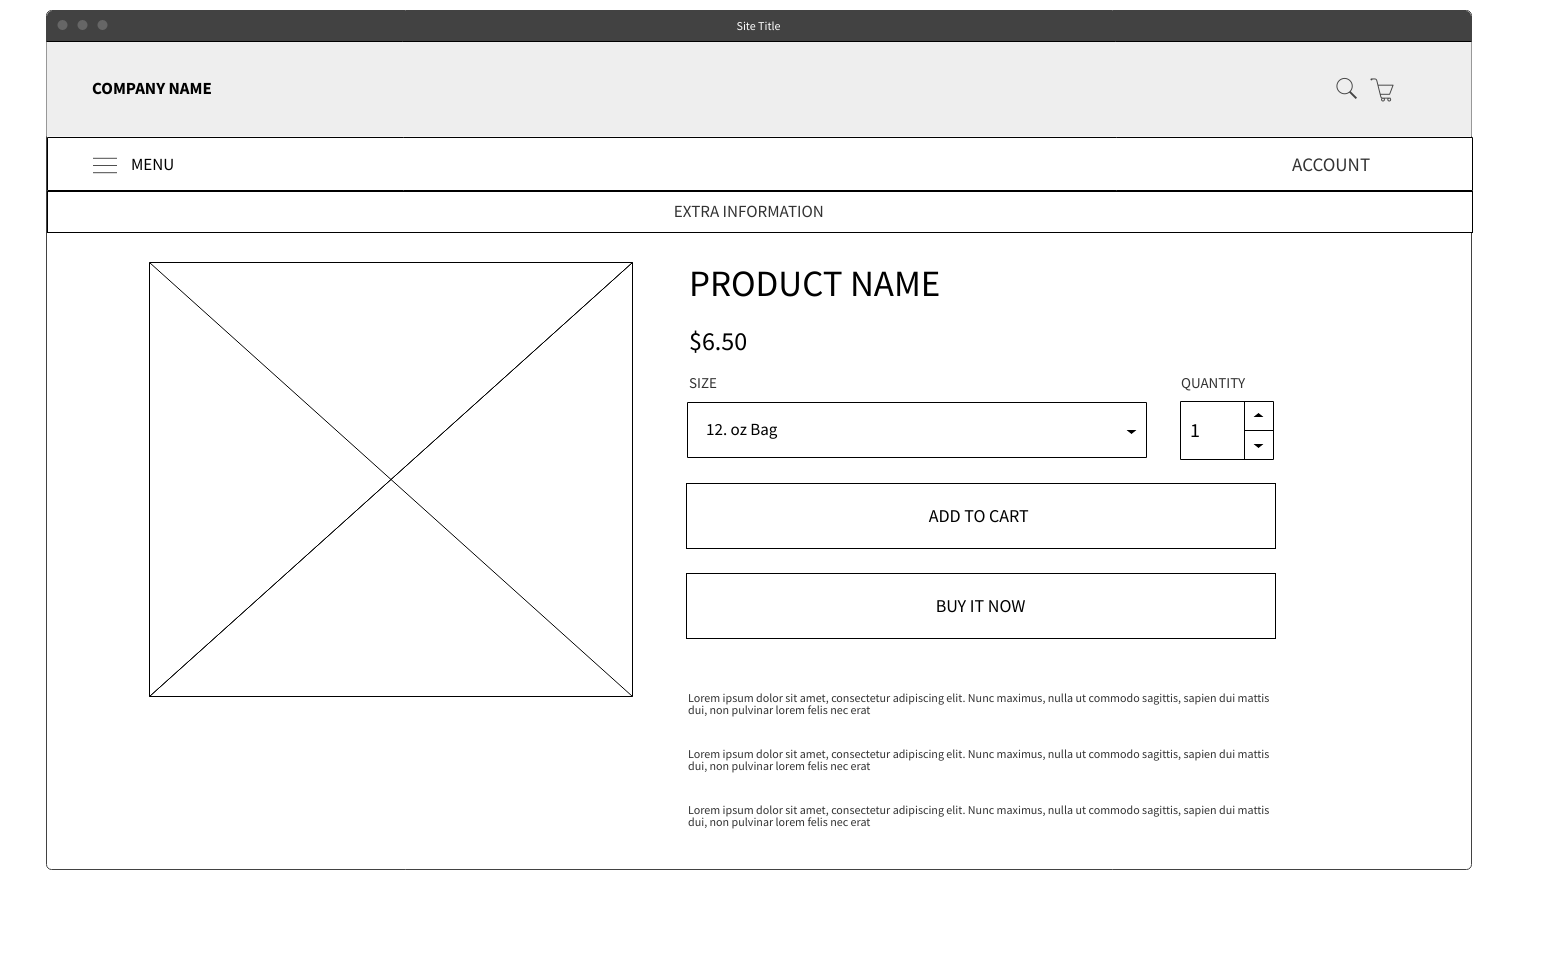 Site Title
COMPANY NAME
MENU
ACCOUNT
EXTRA INFORMATION
PRODUCT NAME
$6.50
SIZE
QUANTITY
12. oz Bag
1
ADD TO CART
BUY IT NOW
Lorem ipsum dolor sit amet, consectetur adipiscing elit. Nunc maximus, nulla ut commodo sagittis, sapien dui mattis
dui, non pulvinar lorem felis nec erat
Lorem ipsum dolor sit amet, consectetur adipiscing elit. Nunc maximus, nulla ut commodo sagittis, sapien dui mattis
dui, non pulvinar lorem felis nec erat
Lorem ipsum dolor sit amet, consectetur adipiscing elit. Nunc maximus, nulla ut commodo sagittis, sapien dui mattis
dui, non pulvinar lorem felis nec erat